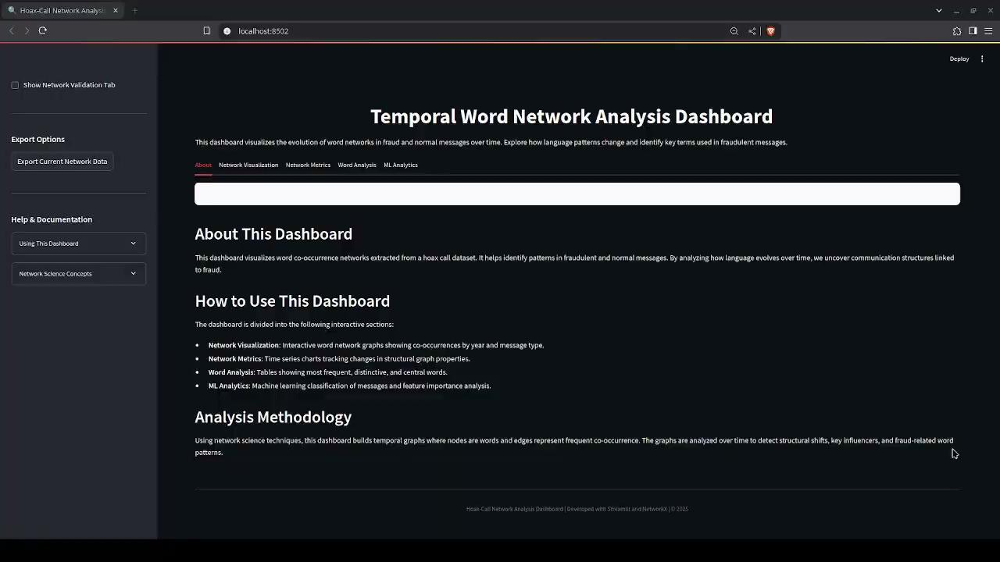 Hoax-Call Network Analysis
localhost:8502
Deploy
Show Network Validation Tab
Export Options
Export Current Network Data
Help & Documentation
Using This Dashboard
Network Science Concepts
Temporal Word Network Analysis Dashboard
This dashboard visualizes the evolution of word networks in fraud and normal messages over time. Explore how language patterns change and identify key terms used in fraudulent messages.
About Network Visualization Network Metrics Word Analysis ML Analytics
About This Dashboard
This dashboard visualizes word co-occurrence networks extracted from a hoax call dataset. It helps identify patterns in fraudulent and normal messages. By analyzing how language evolves over time, we uncover communication structures linked
to fraud.
How to Use This Dashboard
The dashboard is divided into the following interactive sections:
• Network Visualization: Interactive word network graphs showing co-occurrences by year and message type.
• Network Metrics: Time series charts tracking changes in structural graph properties.
• Word Analysis: Tables showing most frequent, distinctive, and central words.
• ML Analytics: Machine learning classification of messages and feature importance analysis.
Analysis Methodology
Using network science techniques, this dashboard builds temporal graphs where nodes are words and edges represent frequent co-occurrence. The graphs are analyzed over time to detect structural shifts, key influencers, and fraud-related word
patterns.
Hoax-Call Network Analysis Dashboard | Developed with Streamlit and NetworkX | © 2025